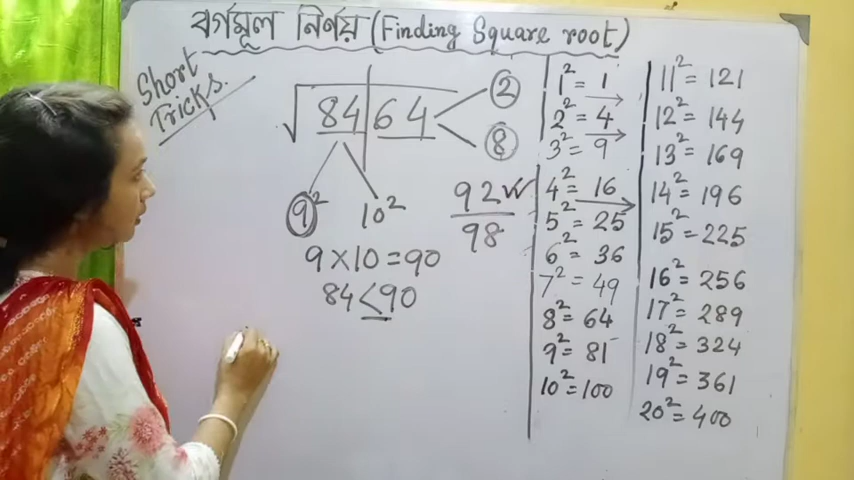 বর্গমূল নির্ণয় (Finding Square root)
Short
Tricks.
√84|64
2
8
9² 10²
92 ✓✓
98
9 × 10 = 90
84 < 90
1² = 1
2² = 4
3² = 9
4² = 16
5² = 25
6² = 36
7² = 49
8² = 64
9² = 81
10² = 100
11² = 121
12² = 144
13² = 169
14² = 196
15² = 225
16² = 256
17² = 289
18² = 324
19² = 361
20² = 400